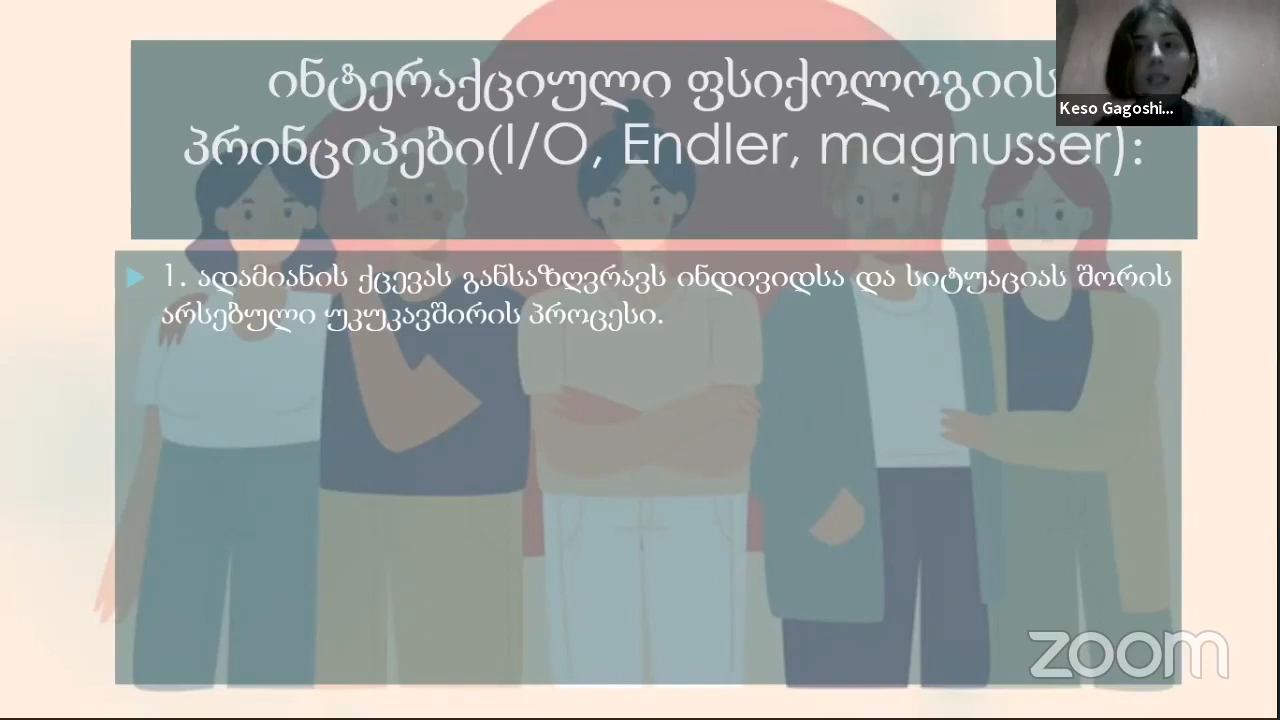 ინტერაქციული ფსიქოლოგიის
პრინციპები(I/O, Endler, magnusser):
Keso Gagoshi...
1. ადამიანის ქცევას განსაზღვრავს ინდივიდსა და სიტუაციას შორის
არსებული უკუკავშირის პროცესი.
zoom